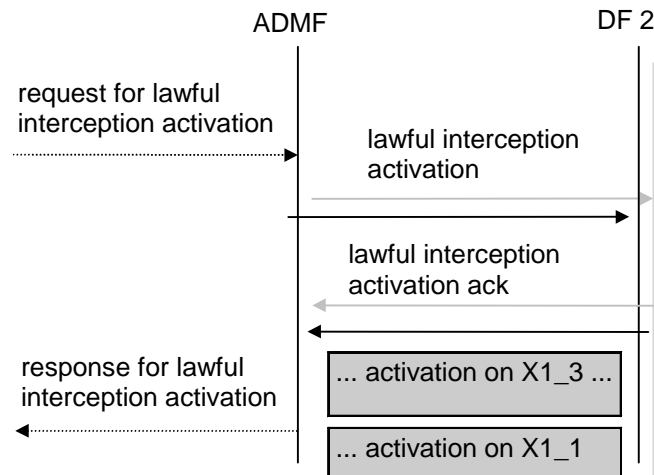 ADMF
DF 2
request for lawful
interception activation
lawful interception
activation
lawful interception
activation ack
response for lawful
interception activation
... activation on X1_3 ...
... activation on X1_1